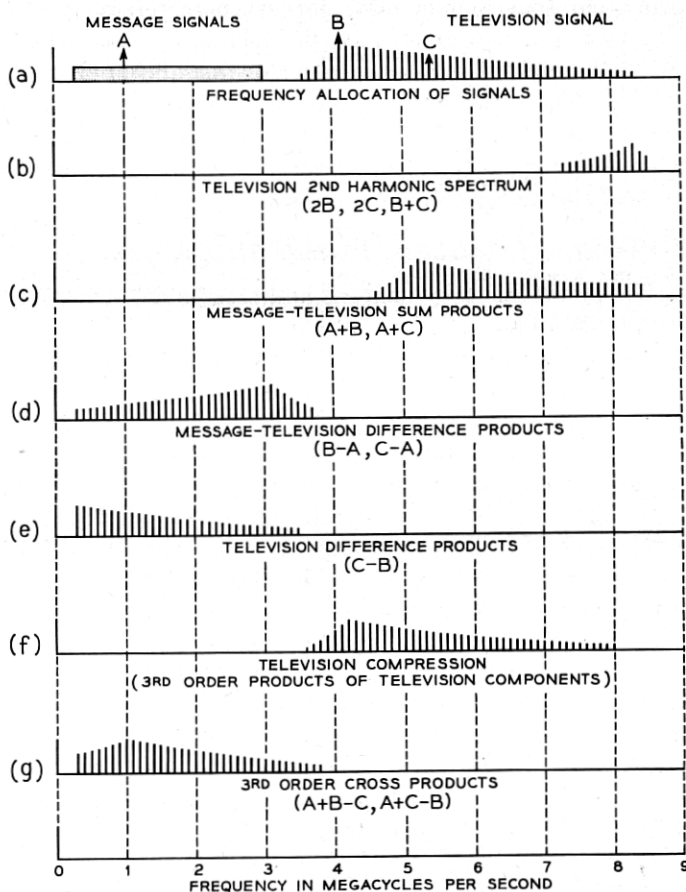 MESSAGE SIGNALS
TELEVISION SIGNAL
A
B
C
(a)
FREQUENCY ALLOCATION OF SIGNALS
(b)
TELEVISION 2ND HARMONIC SPECTRUM
(2B, 2C, B+C)
(c)
MESSAGE-TELEVISION SUM PRODUCTS
(A+B, A+C)
(d)
MESSAGE-TELEVISION DIFFERENCE PRODUCTS
(B-A, C-A)
(e)
TELEVISION DIFFERENCE PRODUCTS
(C-B)
(f)
TELEVISION COMPRESSION
(3RD ORDER PRODUCTS OF TELEVISION COMPONENTS)
(g)
3RD ORDER CROSS PRODUCTS
(A+B-C, A+C-B)
0 1 2 3 4 5 6 7 8 9
FREQUENCY IN MEGACYCLES PER SECOND